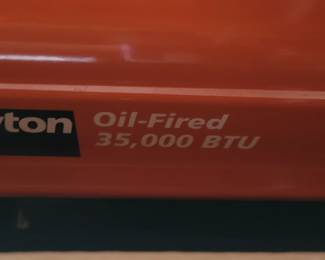 yton Oil-Fired
35,000 BTU